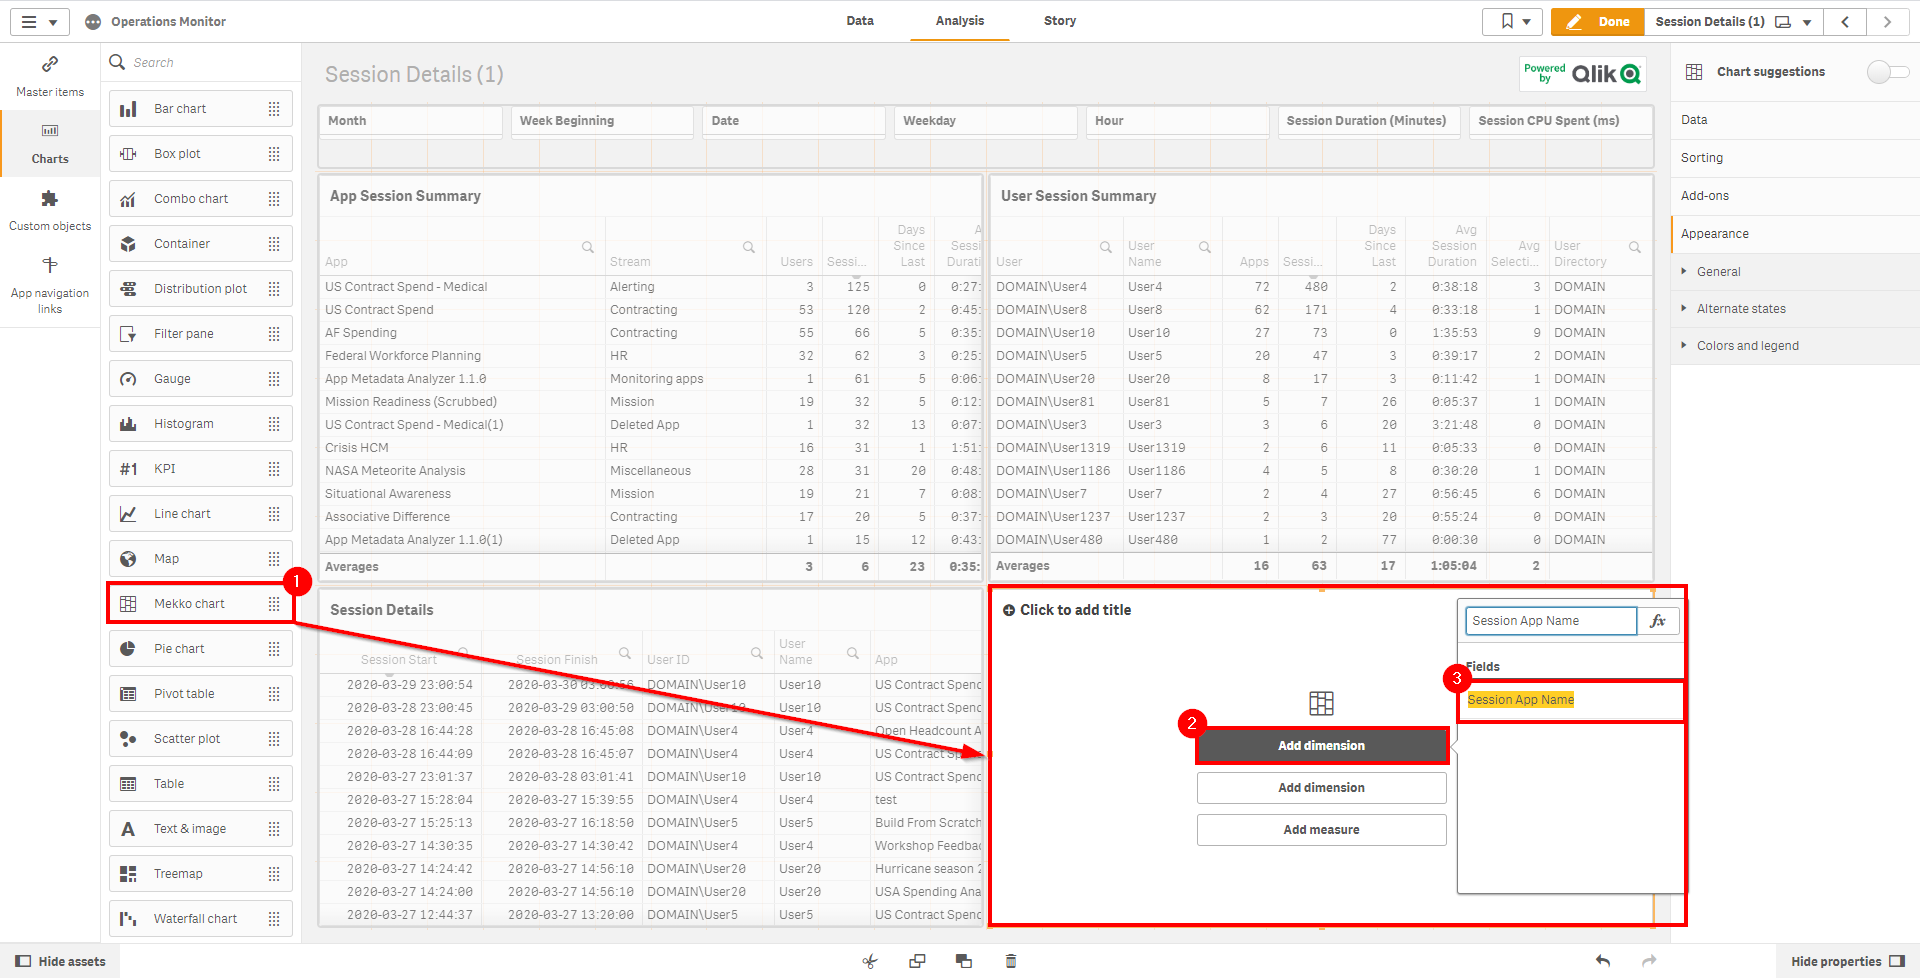 Operations Monitor
Data
Analysis
Story
Done
Session Details (1)
Master items
Charts
Custom objects
App navigation
links
Search
Bar chart
Box plot
Combo chart
Container
Distribution plot
Filter pane
Gauge
Histogram
#1 KPI
Line chart
Map
Mekko chart
1
Pie chart
Pivot table
Scatter plot
Table
A Text & image
Treemap
Waterfall chart
Session Details (1)
Powered
by
Qlik
Month
Week Beginning
Date
Weekday
Hour
Session Duration (Minutes)
Session CPU Spent (ms)
App Session Summary
App Stream Users Sessi... Days Since Last A Sessi Durati
US Contract Spend - Medical Alerting 3 125 0 0:27:
US Contract Spend Contracting 53 120 2 0:45:
AF Spending Contracting 55 66 5 0:35:
Federal Workforce Planning HR 32 62 3 0:25:
App Metadata Analyzer 1.1.0 Monitoring apps 1 61 5 0:06:
Mission Readiness (Scrubbed) Mission 19 32 5 0:12:
US Contract Spend - Medical(1) Deleted App 1 32 13 0:07:
Crisis HCM HR 16 31 1 1:51:
NASA Meteorite Analysis Miscellaneous 28 31 20 0:48:
Situational Awareness Mission 19 21 7 0:08:
Associative Difference Contracting 17 20 5 0:37:
App Metadata Analyzer 1.1.0(1) Deleted App 1 15 12 0:43:
Averages 3 6 23 0:35:
User Session Summary
User User Name Apps Sessi... Days Since Last Avg Session Duration Avg Selecti... User Directory
DOMAIN\User4 User4 72 480 2 0:38:18 3 DOMAIN
DOMAIN\User8 User8 62 171 4 0:33:18 1 DOMAIN
DOMAIN\User10 User10 27 73 0 1:35:53 9 DOMAIN
DOMAIN\User5 User5 20 47 3 0:39:17 2 DOMAIN
DOMAIN\User20 User20 8 17 3 0:11:42 1 DOMAIN
DOMAIN\User81 User81 5 7 26 0:05:37 1 DOMAIN
DOMAIN\User3 User3 3 6 20 3:21:48 0 DOMAIN
DOMAIN\User1319 User1319 2 6 11 0:05:33 0 DOMAIN
DOMAIN\User1186 User1186 4 5 8 0:30:20 1 DOMAIN
DOMAIN\User7 User7 2 4 27 0:56:45 6 DOMAIN
DOMAIN\User1237 User1237 2 3 20 0:55:24 0 DOMAIN
DOMAIN\User480 User480 1 2 77 0:00:30 0 DOMAIN
Averages 16 63 17 1:05:04 2
Session Details
Session Start Session Finish User ID User Name App
2020-03-29 23:00:54 2020-03-30 03:00:56 DOMAIN\User10 User10 US Contract Spenc
2020-03-28 23:00:45 2020-03-29 03:00:50 DOMAIN\User10 User10 US Contract Spenc
2020-03-28 16:44:28 2020-03-28 16:45:08 DOMAIN\User4 User4 Open Headcount A
2020-03-28 16:44:09 2020-03-28 16:45:07 DOMAIN\User4 User4 US Contract Spenc
2020-03-27 23:01:37 2020-03-28 03:01:41 DOMAIN\User10 User10 US Contract Spenc
2020-03-27 15:28:04 2020-03-27 15:39:55 DOMAIN\User4 User4 test
2020-03-27 15:25:13 2020-03-27 16:18:50 DOMAIN\User5 User5 Build From Scratch
2020-03-27 14:30:35 2020-03-27 14:30:42 DOMAIN\User4 User4 Workshop Feedba
2020-03-27 14:24:42 2020-03-27 14:56:10 DOMAIN\User20 User20 Hurricane season 2
2020-03-27 14:24:00 2020-03-27 14:56:10 DOMAIN\User20 User20 USA Spending Ana
2020-03-27 12:44:37 2020-03-27 13:20:00 DOMAIN\User5 User5 US Contract Spenc
Click to add title
2
Add dimension
Add dimension
Add measure
Session App Name
fx
Fields
3
Session App Name
Chart suggestions
Data
Sorting
Add-ons
Appearance
General
Alternate states
Colors and legend
Hide assets
Hide properties